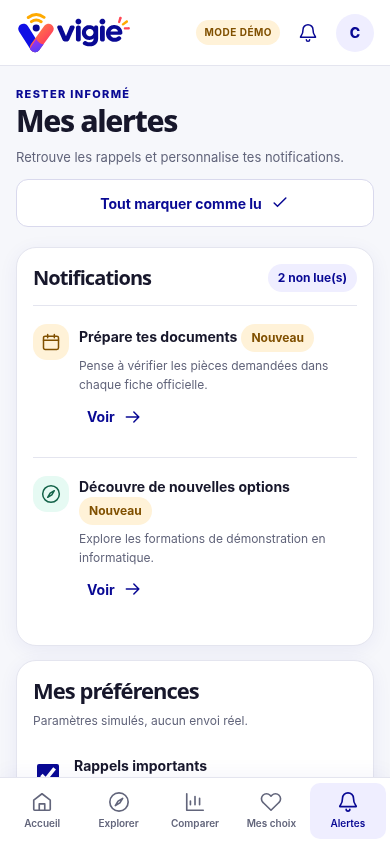 vigie
MODE DÉMO
C
RESTER INFORMÉ
Mes alertes
Retrouve les rappels et personnalise tes notifications.
Tout marquer comme lu
Notifications
2 non lue(s)
Prépare tes documents Nouveau
Pense à vérifier les pièces demandées dans
chaque fiche officielle.
Voir
Découvre de nouvelles options
Nouveau
Explore les formations de démonstration en
informatique.
Voir
Mes préférences
Paramètres simulés, aucun envoi réel.
Rappels importants
Accueil
Explorer
Comparer
Mes choix
Alertes